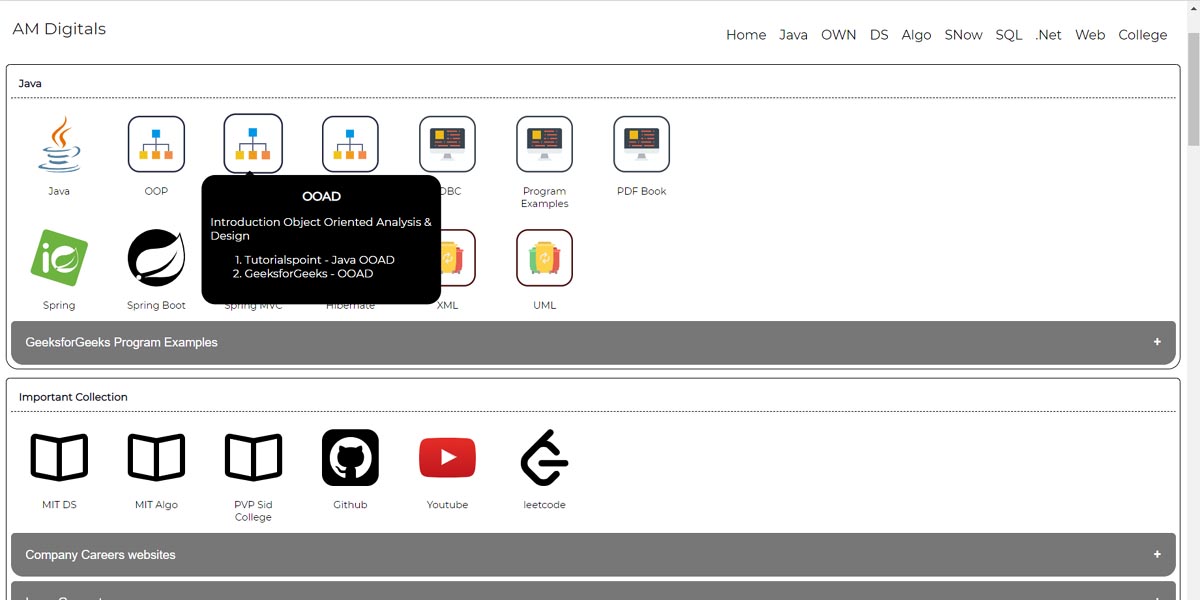 AM Digitals
Home Java OWN DS Algo SNow SQL .Net Web College
Java
Java OOP DBC Program Examples PDF Book
OOAD
Introduction Object Oriented Analysis &
Design
1. Tutorialspoint - Java OOAD
2. GeeksforGeeks - OOAD
Spring Spring Boot Spring MVC Hibernate XML UML
GeeksforGeeks Program Examples +
Important Collection
MIT DS MIT Algo PVP Sid College Github Youtube leetcode
Company Careers websites +